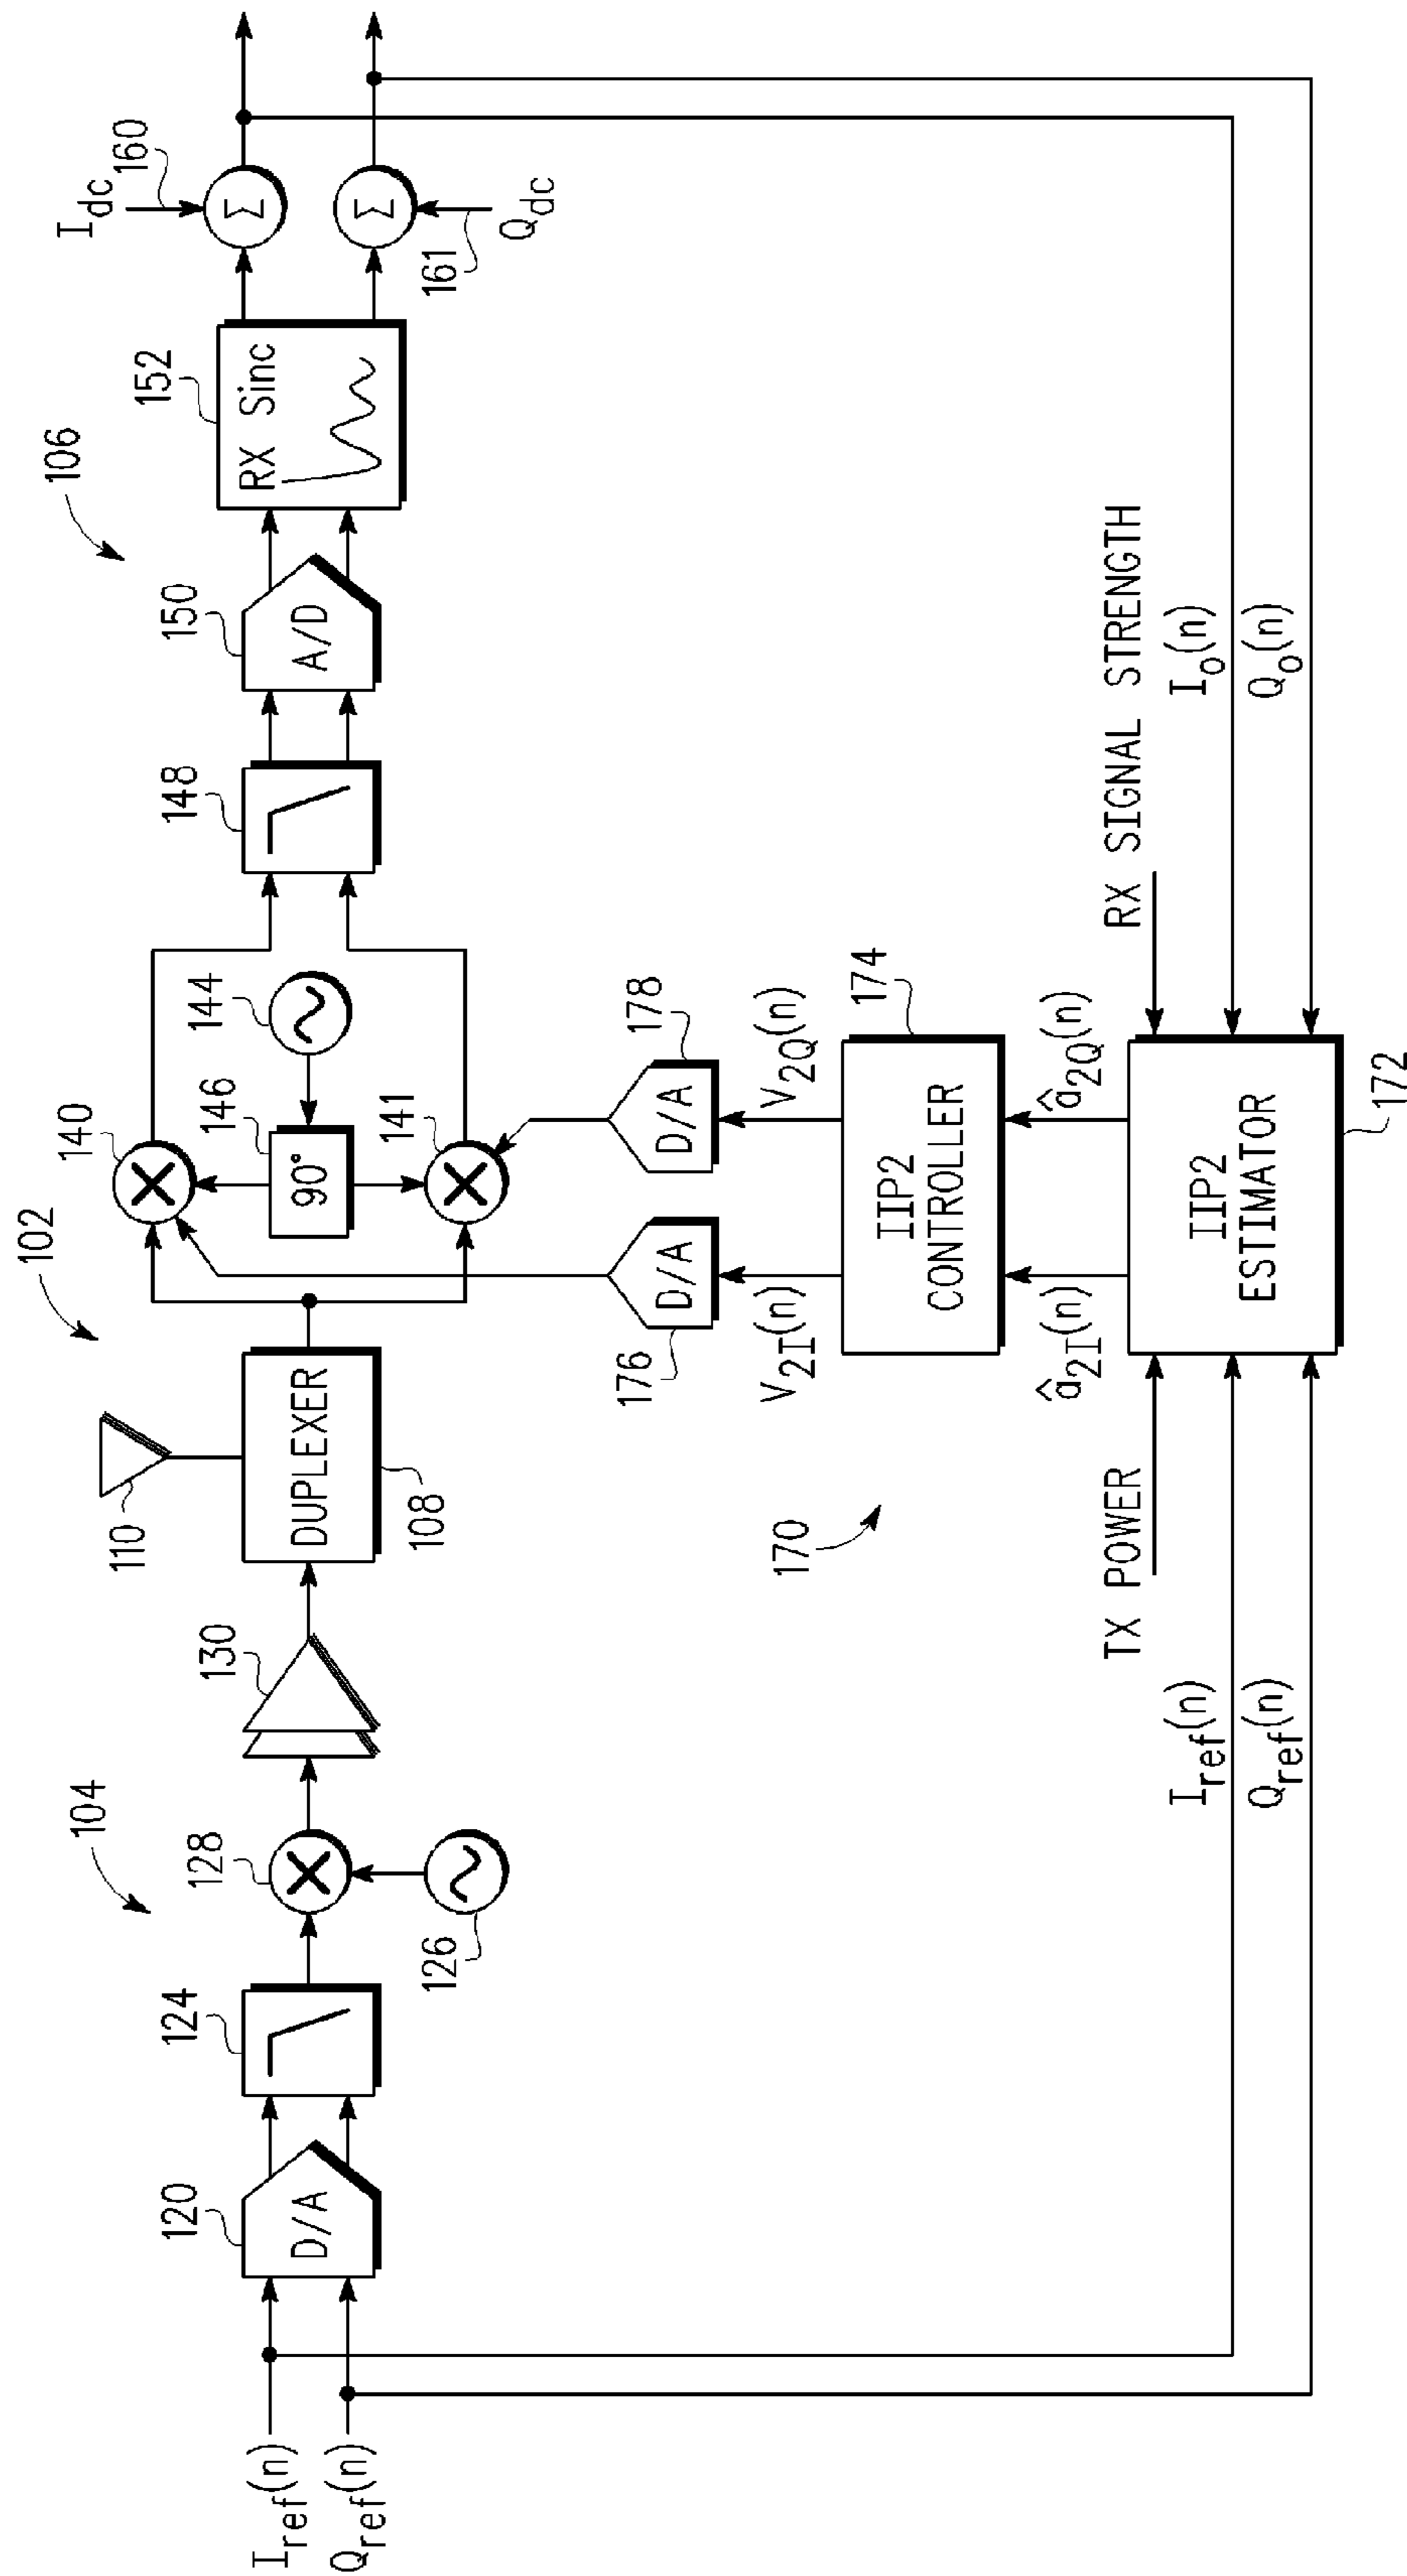 102
104
106
110
120
D/A
124
128
126
130
DUPLEXER
108
140
146
90°
144
141
148
150
A/D
152
RX Sinc
I_dc
160
Σ
Σ
161
Q_dc
I_ref(n)
Q_ref(n)
176
D/A
178
D/A
V_2I(n)
V_2Q(n)
170
174
IIP2
CONTROLLER
â_2I(n)
â_2Q(n)
TX POWER
RX SIGNAL STRENGTH
I_ref(n)
Q_ref(n)
IIP2
ESTIMATOR
172
I_o(n)
Q_o(n)